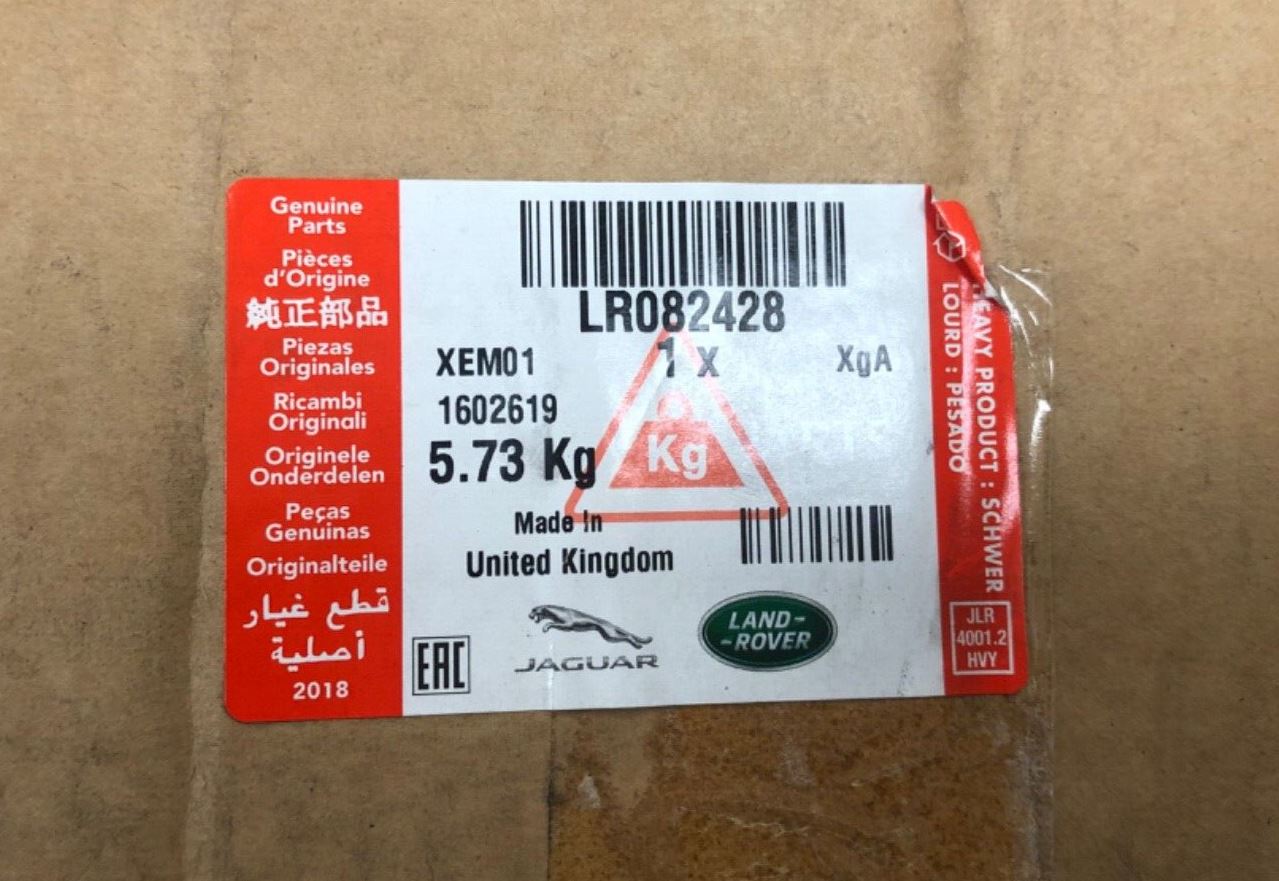 Genuine
Parts
Pièces
d'Origine
純正部品
Piezas
Originales
Ricambi
Originali
Originele
Onderdelen
Peças
Genuinas
Originalteile
قطع غيار
أصلية
2018
LR082428
XEM01 1 x XgA
1602619
5.73 Kg
Kg
Made In
United Kingdom
EAC
JAGUAR
LAND-
-ROVER
PRODUCT : SCHWER
LOURD : PESADO
JLR
4001.2
HVY